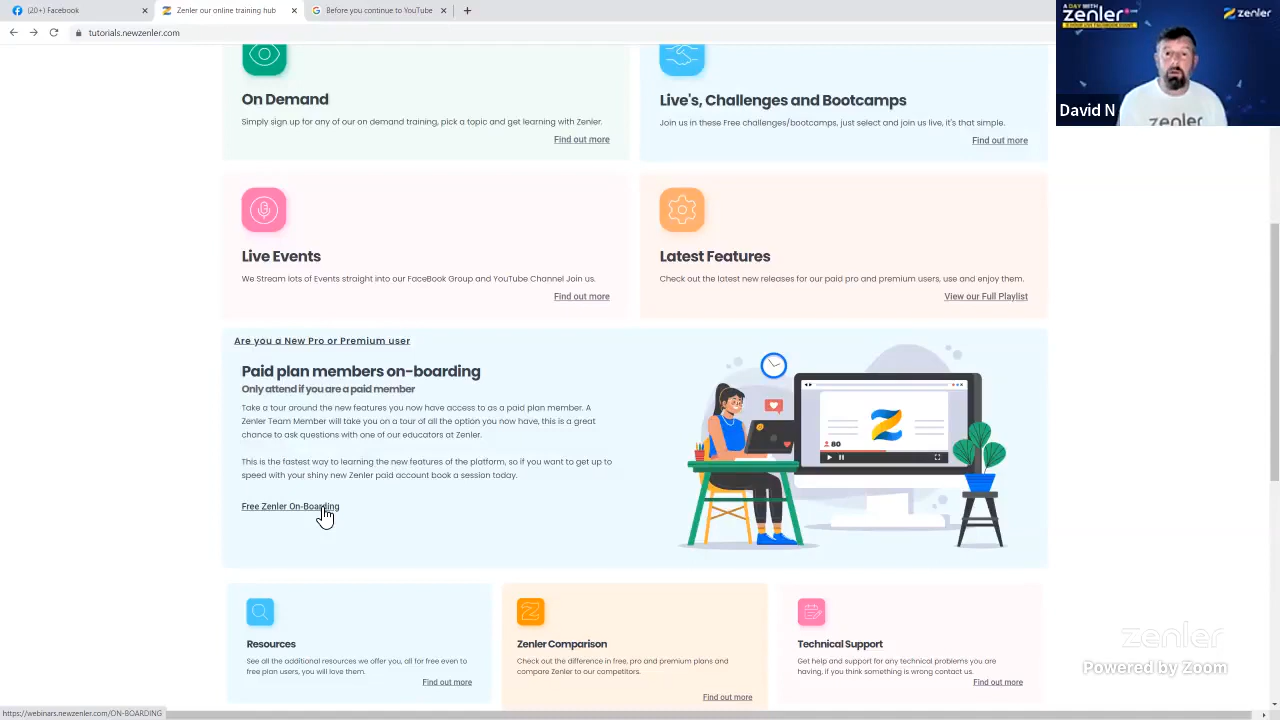 (20+) Facebook
Zenler our online training hub
Before you continue to YouTube
tutorials.newzenler.com
A DAY WITH
zenler
zenler
David N
zenler
On Demand
Simply sign up for any of our on demand training, pick a topic and get learning with Zenler.
Find out more
Live's, Challenges and Bootcamps
Join us in these Free challenges/bootcamps, just select and join us live, it's that simple.
Find out more
Live Events
We Stream lots of Events straight into our FaceBook Group and YouTube Channel Join us.
Find out more
Latest Features
Check out the latest new releases for our paid pro and premium users, use and enjoy them.
View our Full Playlist
Are you a New Pro or Premium user
Paid plan members on-boarding
Only attend if you are a paid member
Take a tour around the new features you now have access to as a paid plan member. A
Zenler Team Member will take you on a tour of all the option you now have, this is a great
chance to ask questions with one of our educators at Zenler.
This is the fastest way to learning the new features of the platform, so if you want to get up to
speed with your shiny new Zenler paid account book a session today.
Free Zenler On-Boarding
80
Resources
See all the additional resources we offer you, all for free even to
free plan users, you will love them.
Find out more
Zenler Comparison
Check out the difference in free, pro and premium plans and
compare Zenler to our competitors.
Find out more
Technical Support
Get help and support for any technical problems you are
having, if you think something is wrong contact us.
Find out more
zenler
Powered by Zoom
https://webinars.newzenler.com/ON-BOARDING